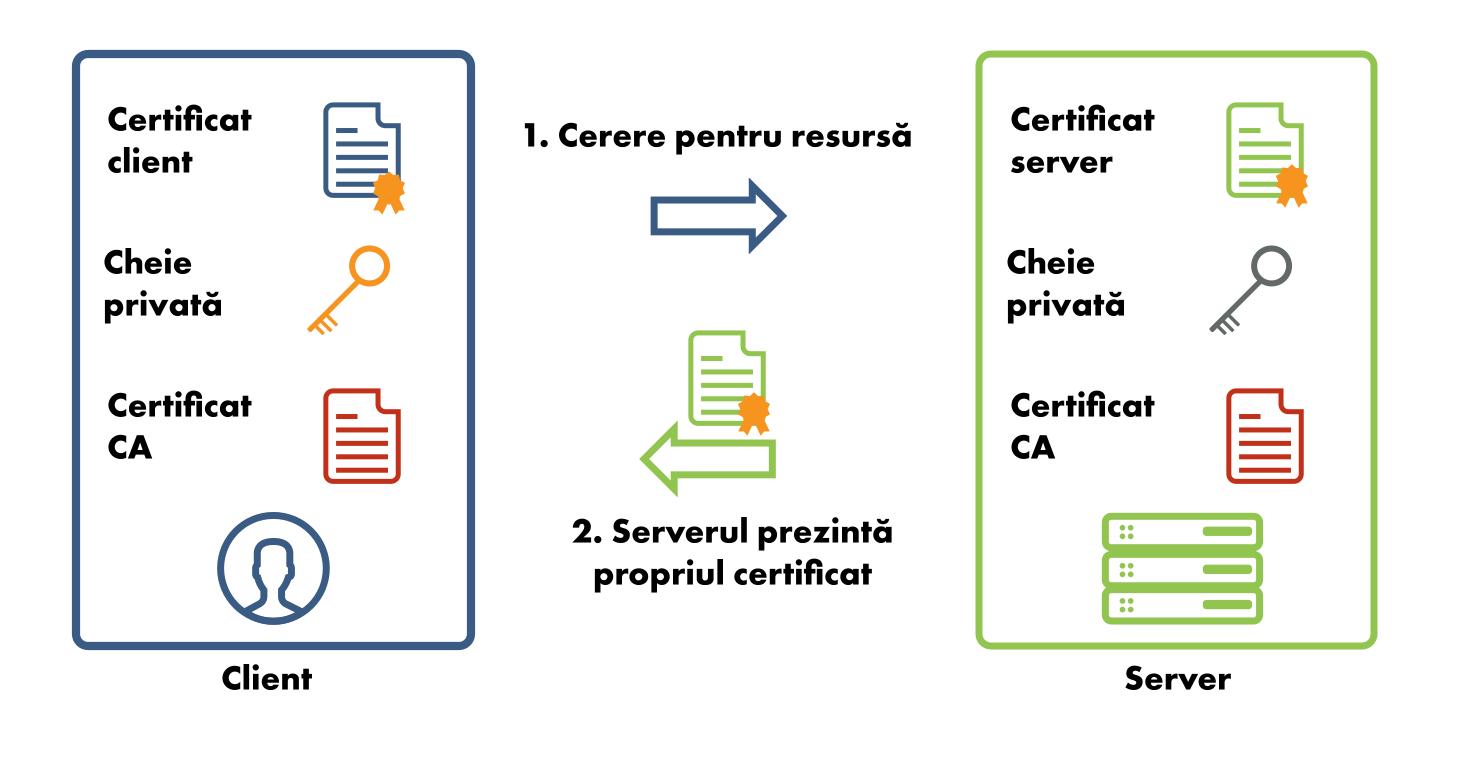 Certificat
client
Cheie
privată
Certificat
CA
Client
1. Cerere pentru resursă
2. Serverul prezintă
propriul certificat
Certificat
server
Cheie
privată
Certificat
CA
Server